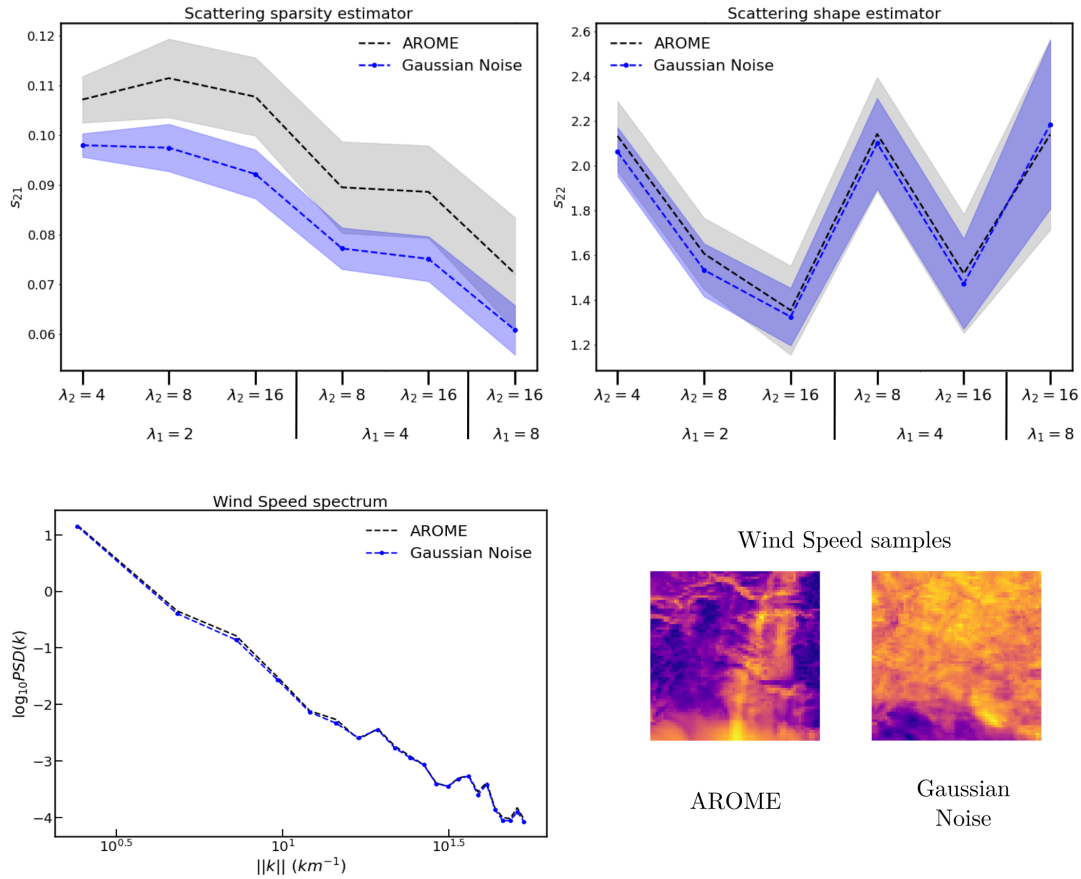 Scattering sparsity estimator
0.12
0.11
0.10
0.09
0.08
0.07
0.06
s₂₁
AROME
Gaussian Noise
λ₂ = 4 λ₂ = 8 λ₂ = 16 λ₂ = 8 λ₂ = 16 λ₂ = 16
λ₁ = 2 λ₁ = 4 λ₁ = 8
Scattering shape estimator
2.6
2.4
2.2
2.0
1.8
1.6
1.4
1.2
s₂₂
AROME
Gaussian Noise
λ₂ = 4 λ₂ = 8 λ₂ = 16 λ₂ = 8 λ₂ = 16 λ₂ = 16
λ₁ = 2 λ₁ = 4 λ₁ = 8
Wind Speed spectrum
1
0
−1
−2
−3
−4
log₁₀PSD(k)
AROME
Gaussian Noise
10^0.5 10^1 10^1.5
||k|| (km⁻¹)
Wind Speed samples
AROME
Gaussian
Noise